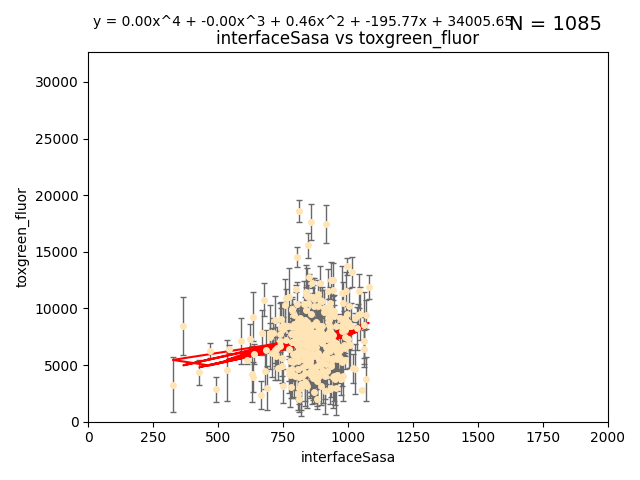 y = 0.00x^4 + -0.00x^3 + 0.46x^2 + -195.77x + 34005.65
N = 1085
interfaceSasa vs toxgreen_fluor
30000
25000
20000
15000
10000
5000
0
toxgreen_fluor
0 250 500 750 1000 1250 1500 1750 2000
interfaceSasa